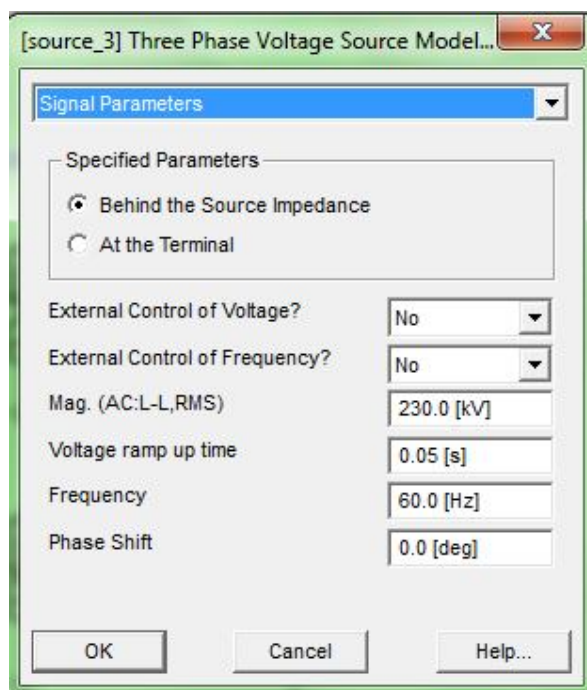 [source_3] Three Phase Voltage Source Model...
Signal Parameters
Specified Parameters
Behind the Source Impedance
At the Terminal
External Control of Voltage? No
External Control of Frequency? No
Mag. (AC:L-L,RMS) 230.0 [kV]
Voltage ramp up time 0.05 [s]
Frequency 60.0 [Hz]
Phase Shift 0.0 [deg]
OK Cancel Help...